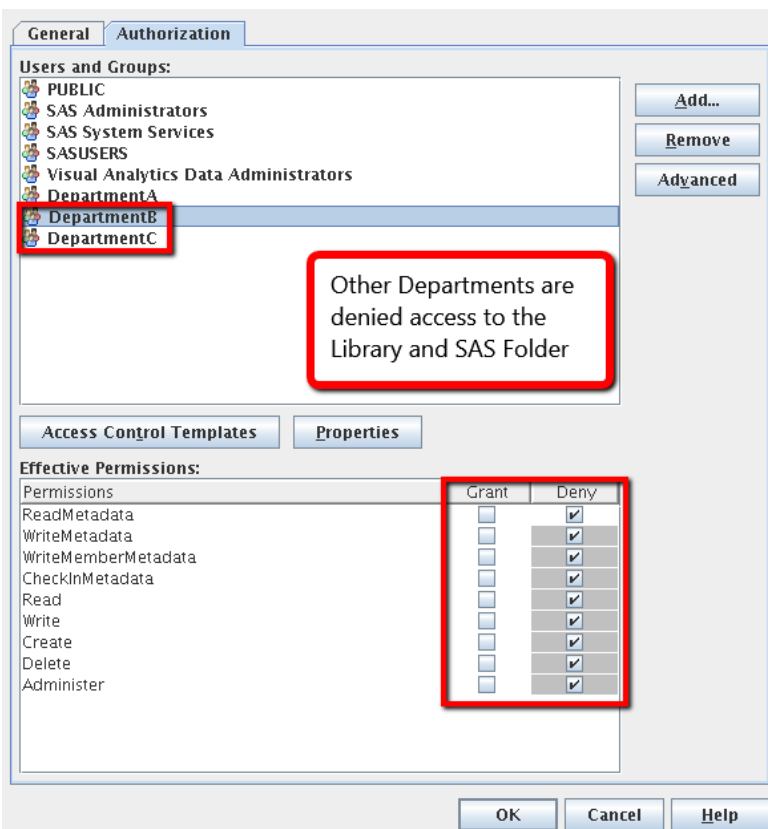 General Authorization
Users and Groups:
PUBLIC
SAS Administrators
SAS System Services
SASUSERS
Visual Analytics Data Administrators
DepartmentA
DepartmentB
DepartmentC
Add...
Remove
Advanced
Other Departments are
denied access to the
Library and SAS Folder
Access Control Templates Properties
Effective Permissions:
Permissions Grant Deny
ReadMetadata
WriteMetadata
WriteMemberMetadata
CheckInMetadata
Read
Write
Create
Delete
Administer
OK Cancel Help